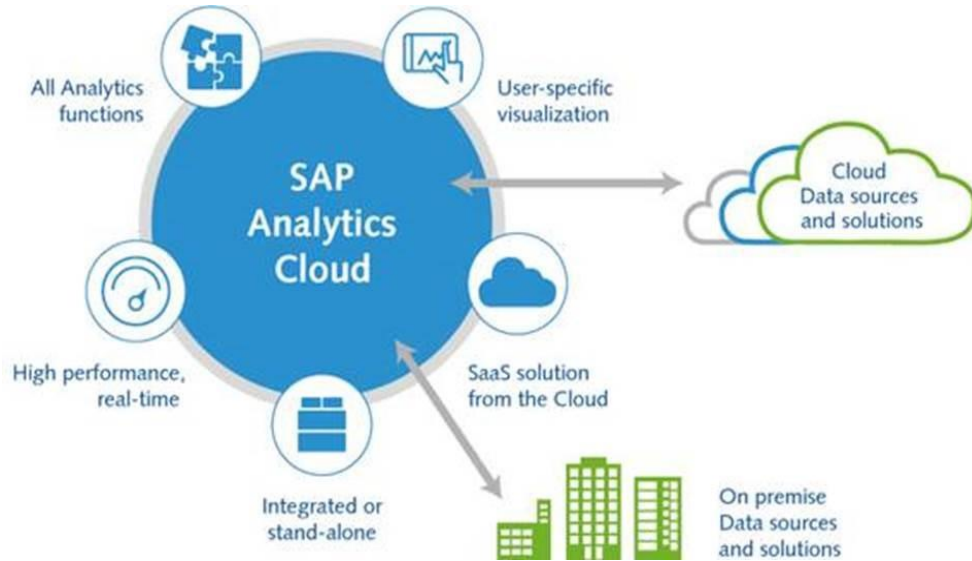 All Analytics
functions
User-specific
visualization
SAP
Analytics
Cloud
Cloud
Data sources
and solutions
High performance,
real-time
SaaS solution
from the Cloud
Integrated or
stand-alone
On premise
Data sources
and solutions